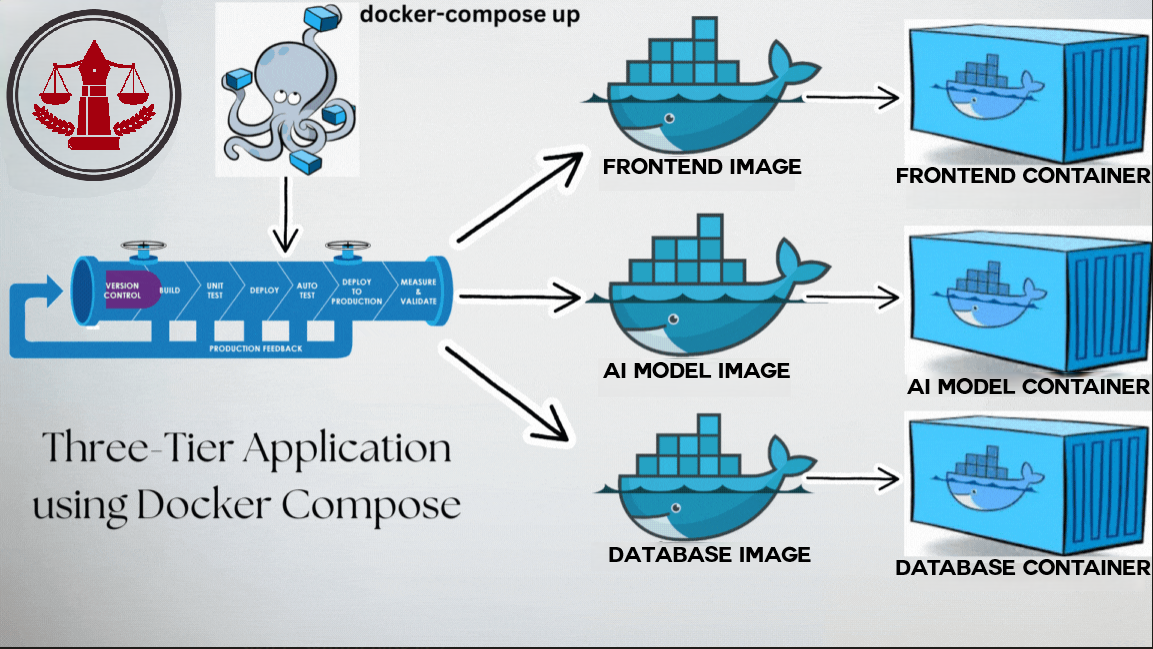 docker-compose up
FRONTEND IMAGE
FRONTEND CONTAINER
VERSION
CONTROL
BUILD
UNIT
TEST
DEPLOY
AUTO
TEST
DEPLOY
TO
PRODUCTION
MEASURE
&
VALIDATE
PRODUCTION FEEDBACK
AI MODEL IMAGE
AI MODEL CONTAINER
Three-Tier Application
using Docker Compose
DATABASE IMAGE
DATABASE CONTAINER